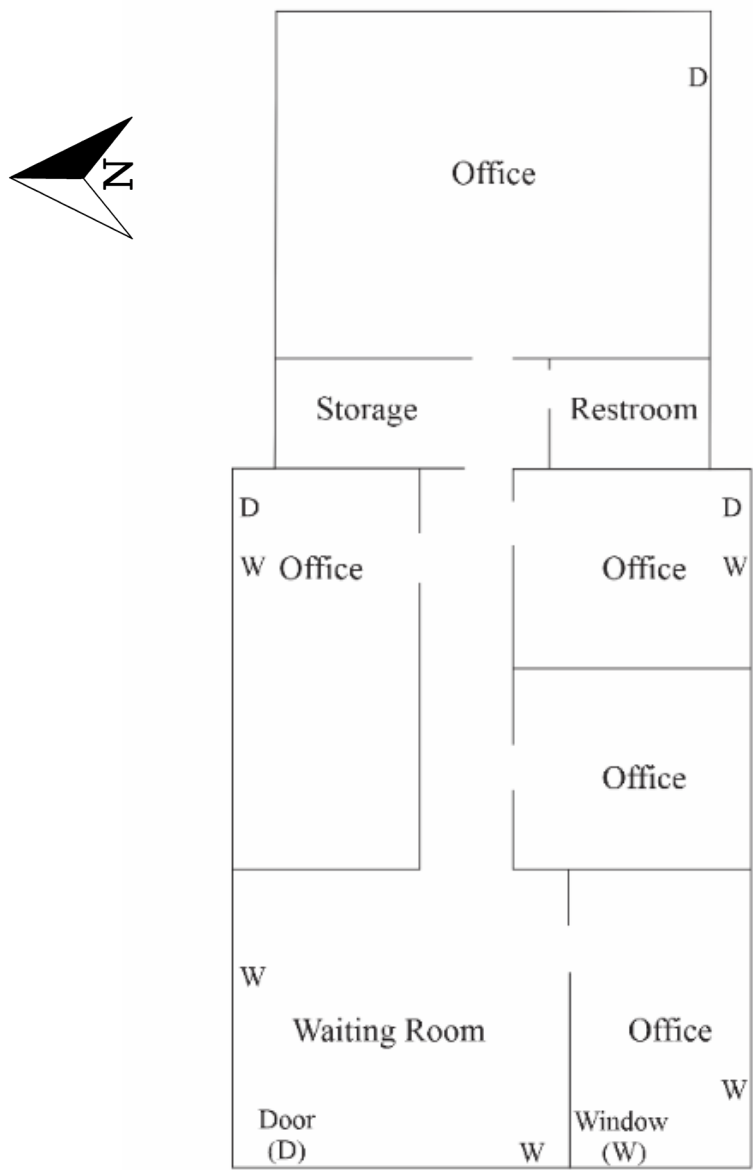 D
Office
N
Storage
Restroom
D
D
W Office
Office W
Office
W
Waiting Room
Office
W
Door
(D)
W
Window
(W)